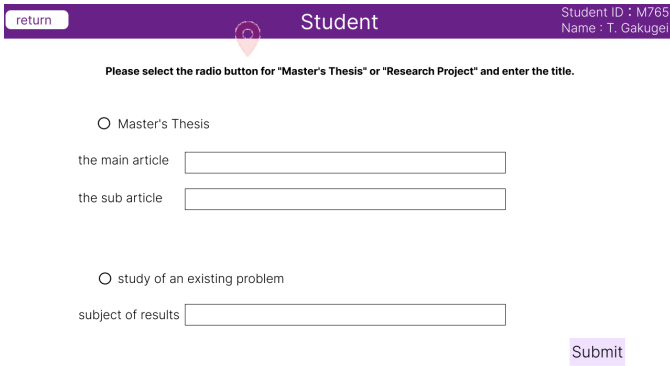 return
Student
Student ID：M765
Name : T. Gakugei
Please select the radio button for "Master's Thesis" or "Research Project" and enter the title.
Master's Thesis
the main article
the sub article
study of an existing problem
subject of results
Submit